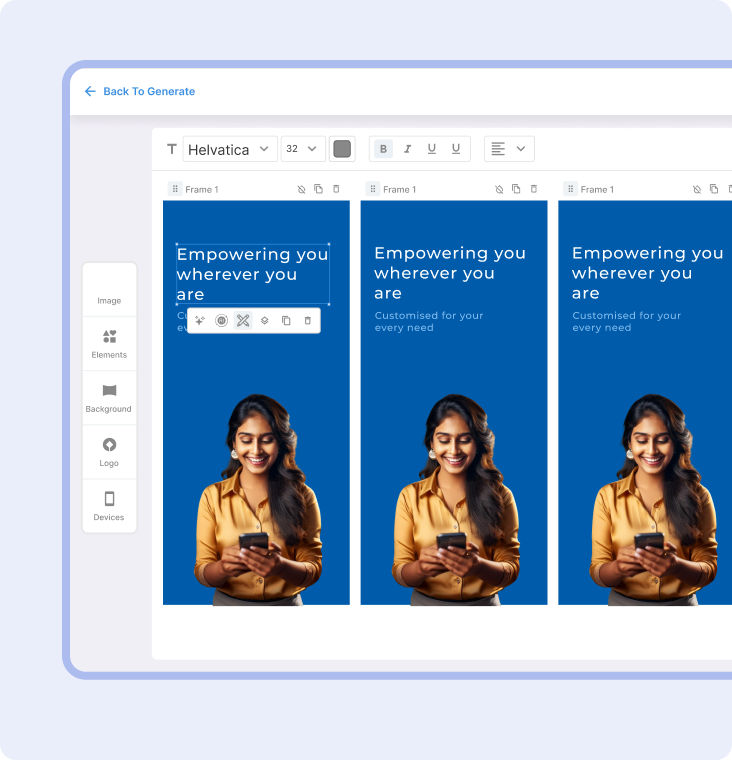 Back To Generate
T Helvatica 32 B I U U
Frame 1 Frame 1 Frame 1
Empowering you
wherever you
are
Empowering you
wherever you
are
Customised for your
every need
Empowering you
wherever you
are
Customised for your
every need
Image
Elements
Background
Logo
Devices